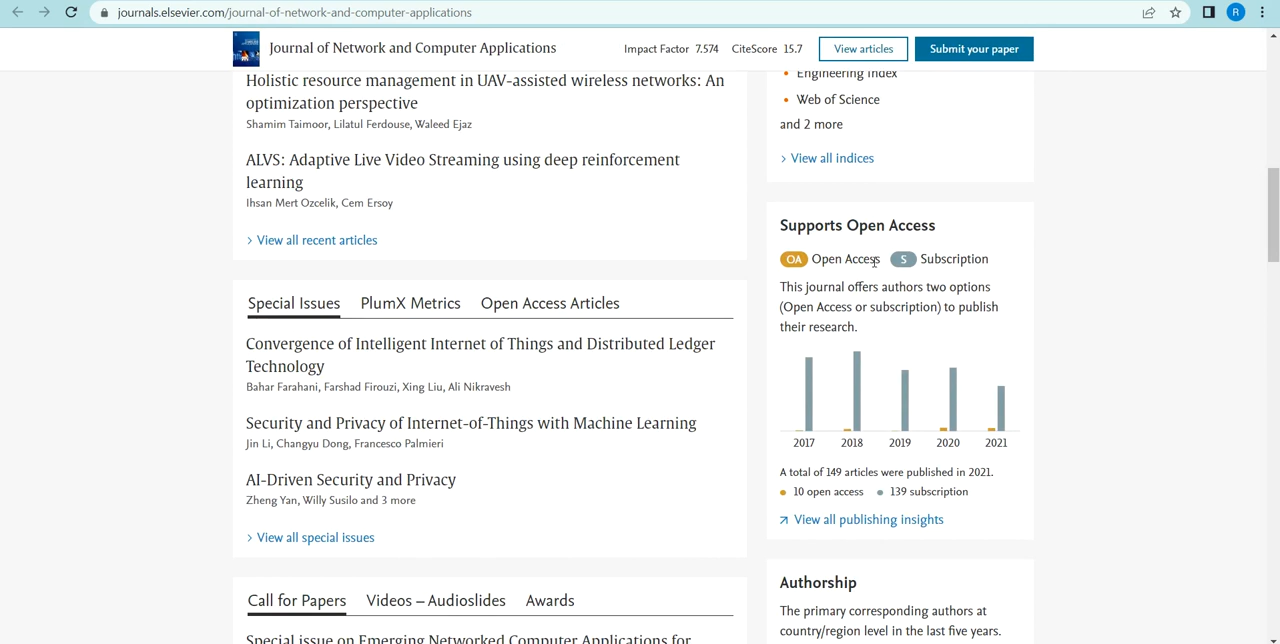 journals.elsevier.com/journal-of-network-and-computer-applications
R
Journal of Network and Computer Applications
Impact Factor 7.574 CiteScore 15.7
View articles
Submit your paper
Holistic resource management in UAV-assisted wireless networks: An
optimization perspective
Shamim Taimoor, Lilatul Ferdouse, Waleed Ejaz
ALVS: Adaptive Live Video Streaming using deep reinforcement
learning
Ihsan Mert Ozcelik, Cem Ersoy
> View all recent articles
Special Issues PlumX Metrics Open Access Articles
Convergence of Intelligent Internet of Things and Distributed Ledger
Technology
Bahar Farahani, Farshad Firouzi, Xing Liu, Ali Nikravesh
Security and Privacy of Internet-of-Things with Machine Learning
Jin Li, Changyu Dong, Francesco Palmieri
AI-Driven Security and Privacy
Zheng Yan, Willy Susilo and 3 more
> View all special issues
Call for Papers Videos – Audioslides Awards
Special issue on Emerging Networked Computer Applications for
• Engineering Index
• Web of Science
and 2 more
> View all indices
Supports Open Access
OA Open Access S Subscription
This journal offers authors two options
(Open Access or subscription) to publish
their research.
2017 2018 2019 2020 2021
A total of 149 articles were published in 2021.
• 10 open access • 139 subscription
View all publishing insights
Authorship
The primary corresponding authors at
country/region level in the last five years.